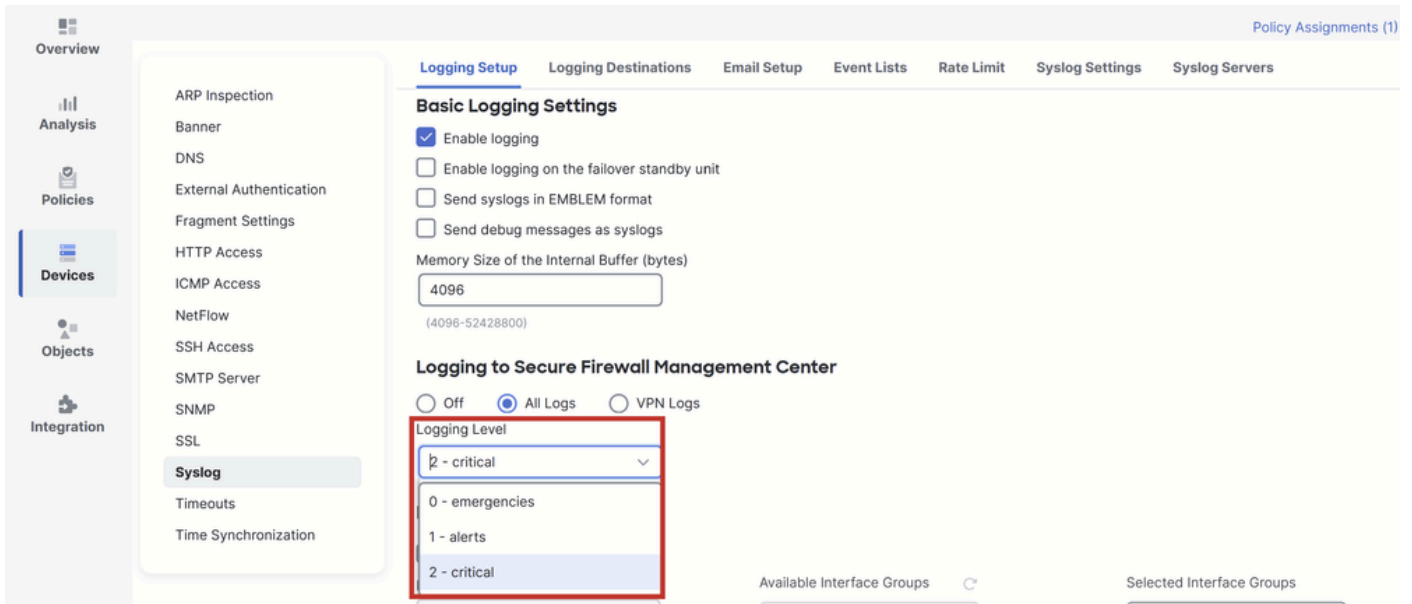 Policy Assignments (1)
Overview
Analysis
Policies
Devices
Objects
Integration
ARP Inspection
Banner
DNS
External Authentication
Fragment Settings
HTTP Access
ICMP Access
NetFlow
SSH Access
SMTP Server
SNMP
SSL
Syslog
Timeouts
Time Synchronization
Logging Setup Logging Destinations Email Setup Event Lists Rate Limit Syslog Settings Syslog Servers
Basic Logging Settings
Enable logging
Enable logging on the failover standby unit
Send syslogs in EMBLEM format
Send debug messages as syslogs
Memory Size of the Internal Buffer (bytes)
4096
(4096-52428800)
Logging to Secure Firewall Management Center
Off All Logs VPN Logs
Logging Level
2 - critical
0 - emergencies
1 - alerts
2 - critical
Available Interface Groups Selected Interface Groups